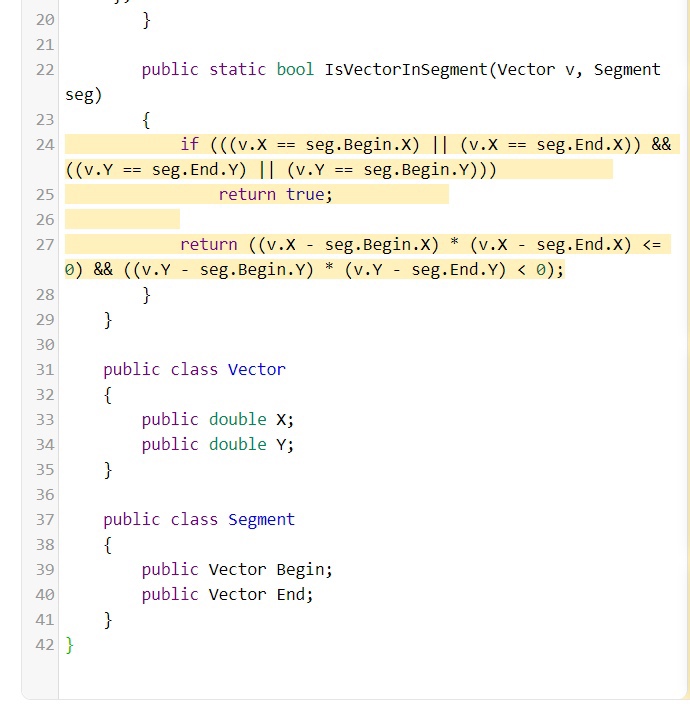 20 }
21
22 public static bool IsVectorInSegment(Vector v, Segment
seg)
23 {
24 if (((v.X == seg.Begin.X) || (v.X == seg.End.X)) &&
((v.Y == seg.End.Y) || (v.Y == seg.Begin.Y)))
25 return true;
26
27 return ((v.X - seg.Begin.X) * (v.X - seg.End.X) <=
0) && ((v.Y - seg.Begin.Y) * (v.Y - seg.End.Y) < 0);
28 }
29 }
30
31 public class Vector
32 {
33 public double X;
34 public double Y;
35 }
36
37 public class Segment
38 {
39 public Vector Begin;
40 public Vector End;
41 }
42 }